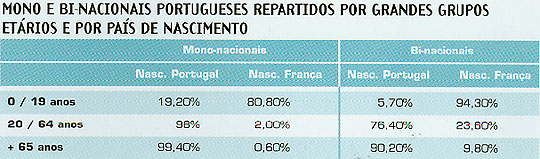 MONO E BI-NACIONAIS PORTUGUESES REPARTIDOS POR GRANDES GRUPOS
ETÁRIOS E POR PAÍS DE NASCIMENTO
Mono-nacionais Bi-nacionais
Nasc. Portugal Nasc. França Nasc. Portugal Nasc. França
0 / 19 anos 19,20% 80,80% 5,70% 94,30%
20 / 64 anos 98% 2,00% 76,40% 23,60%
+ 65 anos 99,40% 0,60% 90,20% 9,80%